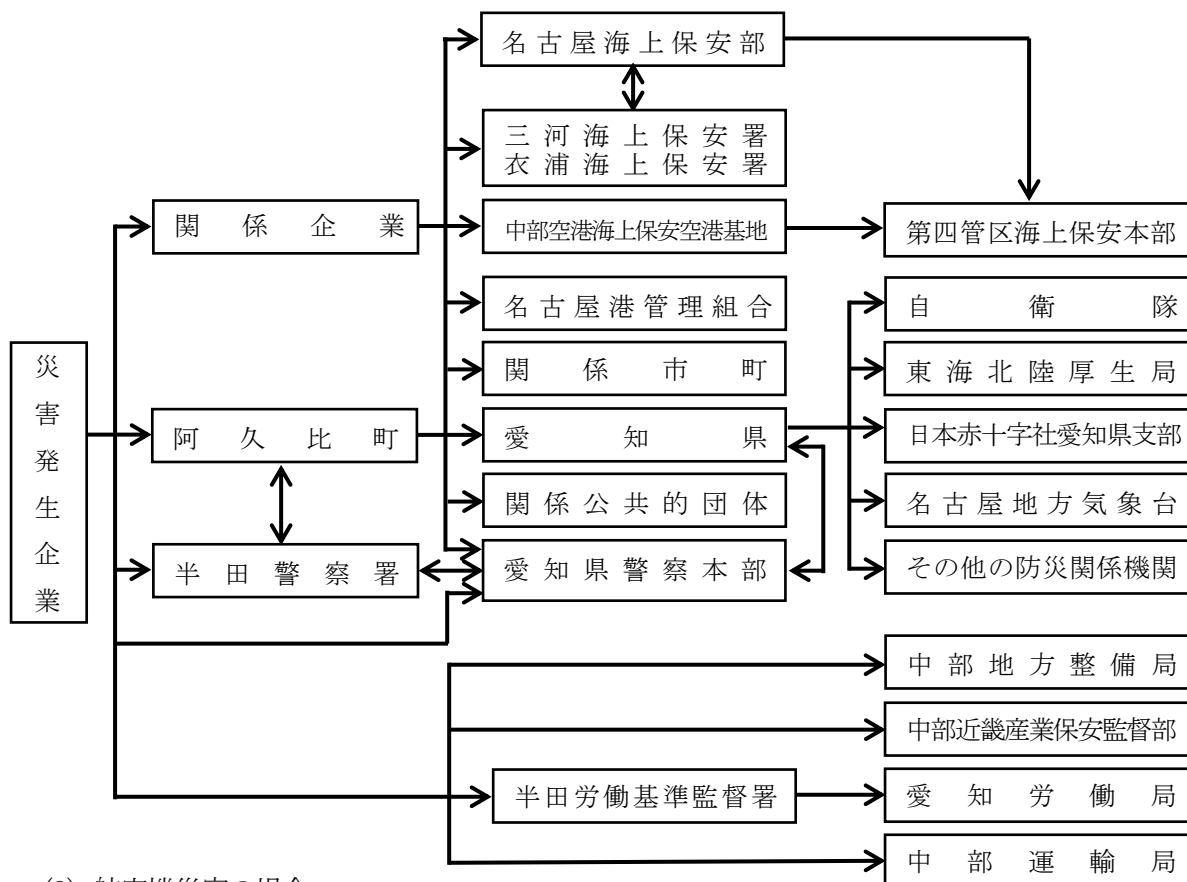 名古屋海上保安部
三河海上保安署
衣浦海上保安署
関係企業
中部空港海上保安空港基地
第四管区海上保安本部
名古屋港管理組合
自衛隊
災害発生企業
関係市町
東海北陸厚生局
阿久比町
愛知県
日本赤十字社愛知県支部
関係公共的団体
名古屋地方気象台
半田警察署
愛知県警察本部
その他の防災関係機関
中部地方整備局
中部近畿産業保安監督部
半田労働基準監督署
愛知労働局
中部運輸局